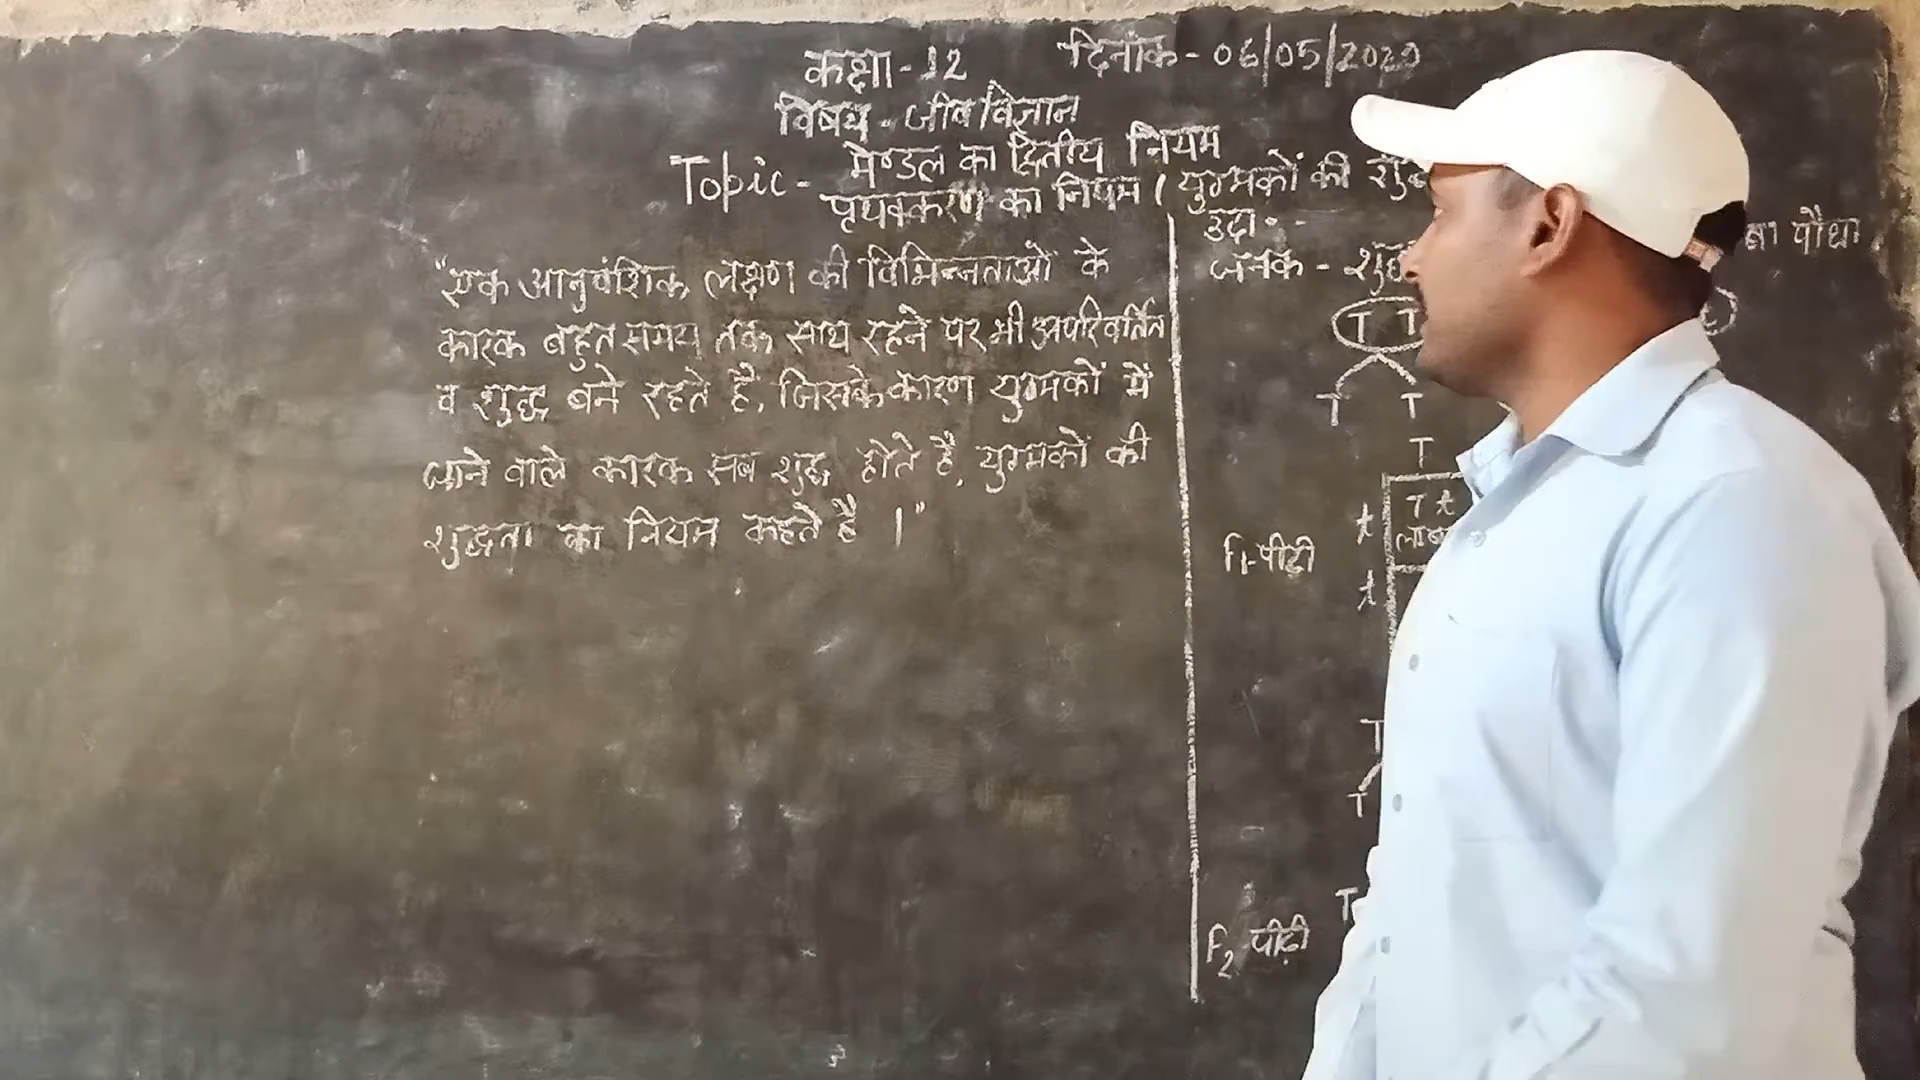 कक्षा-12 दिनांक-06/05/2020
विषय-जीव विज्ञान
Topic- मेण्डल का द्वितीय नियम
पृथक्करण का नियम (युग्मकों की
"एक आनुवंशिक लक्षण की विभिन्नताओं के
कारक बहुत समय तक साथ रहने पर भी अपरिवर्तित
व शुद्ध बने रहते है, जिसके कारण युग्मकों में
जाने वाले कारक सब शुद्ध होते है, युग्मकों की
शुद्धता का नियम कहते है ।"
उदा॰-
जनक - पौधा
T T
T T
T
t T t
F1-पीढ़ी
t
T
T
T
F2-पीढ़ी